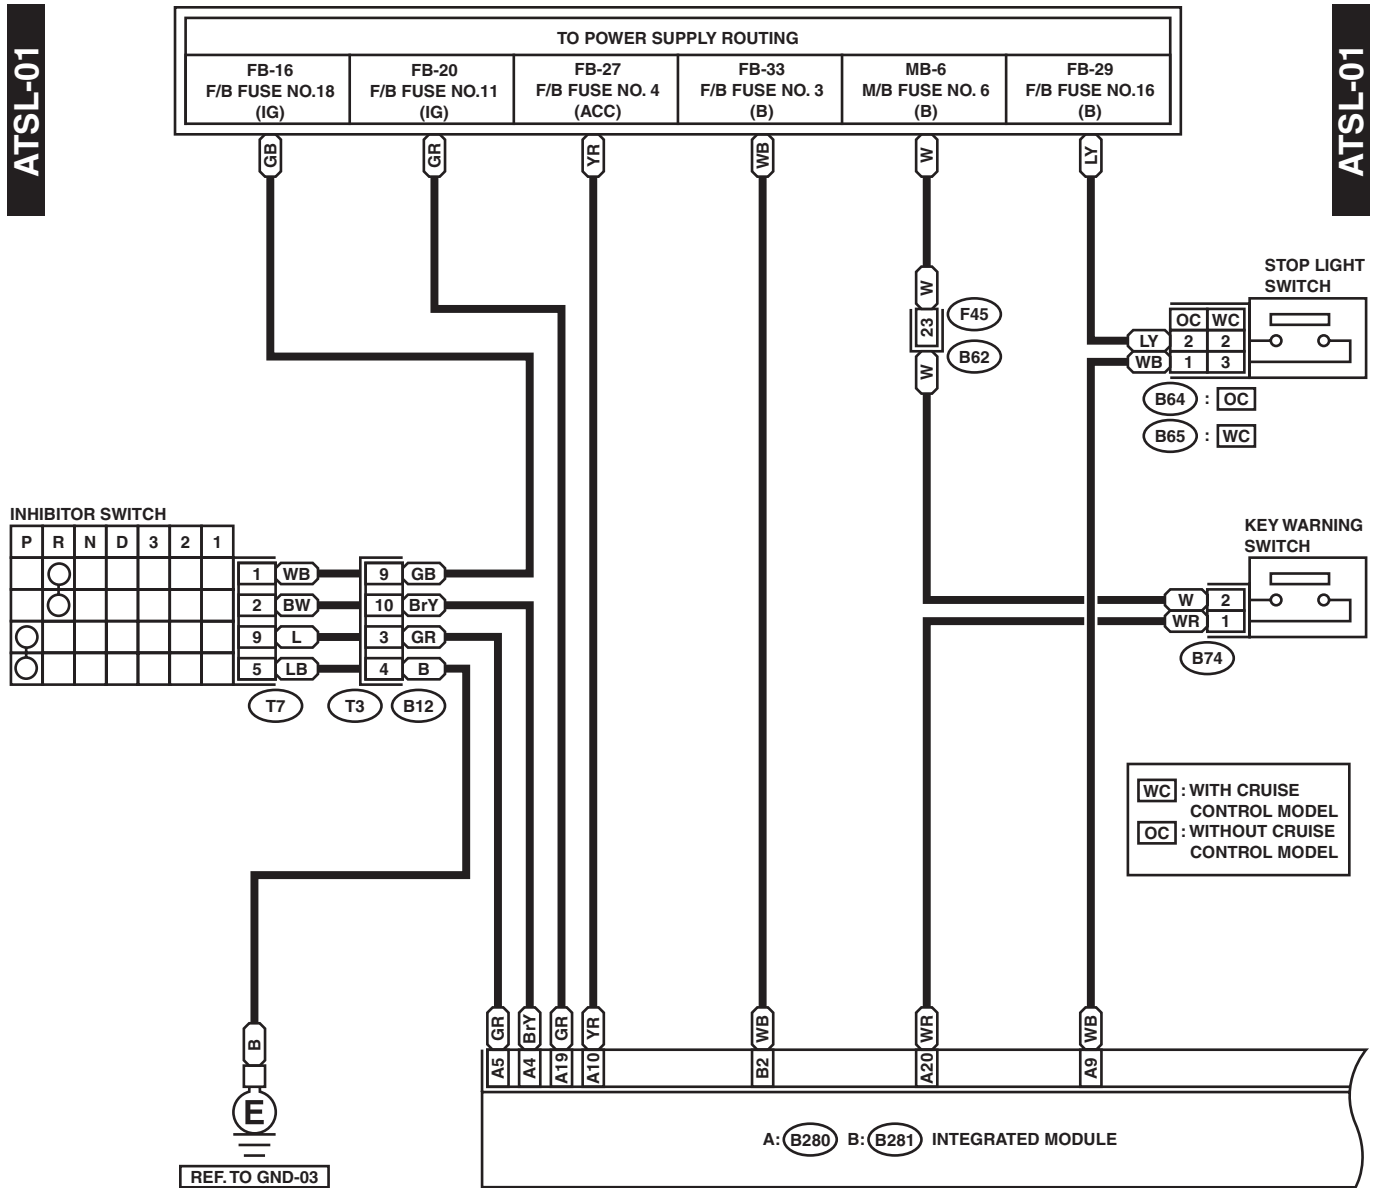 ATSL-01
ATSL-01
TO POWER SUPPLY ROUTING
FB-16
F/B FUSE NO.18
(IG)
FB-20
F/B FUSE NO.11
(IG)
FB-27
F/B FUSE NO. 4
(ACC)
FB-33
F/B FUSE NO. 3
(B)
MB-6
M/B FUSE NO. 6
(B)
FB-29
F/B FUSE NO.16
(B)
GB
GR
YR
WB
W
LY
W
23
W
F45
B62
STOP LIGHT
SWITCH
OC WC
LY 2 2
WB 1 3
B64 : OC
B65 : WC
INHIBITOR SWITCH
P R N D 3 2 1
1 WB 9 GB
2 BW 10 BrY
9 L 3 GR
5 LB 4 B
T7 T3 B12
KEY WARNING
SWITCH
W 2
WR 1
B74
WC : WITH CRUISE
CONTROL MODEL
OC : WITHOUT CRUISE
CONTROL MODEL
B
E
REF. TO GND-03
GR BrY GR YR WB WR WB
A5 A4 A19 A10 B2 A20 A9
A: B280 B: B281 INTEGRATED MODULE